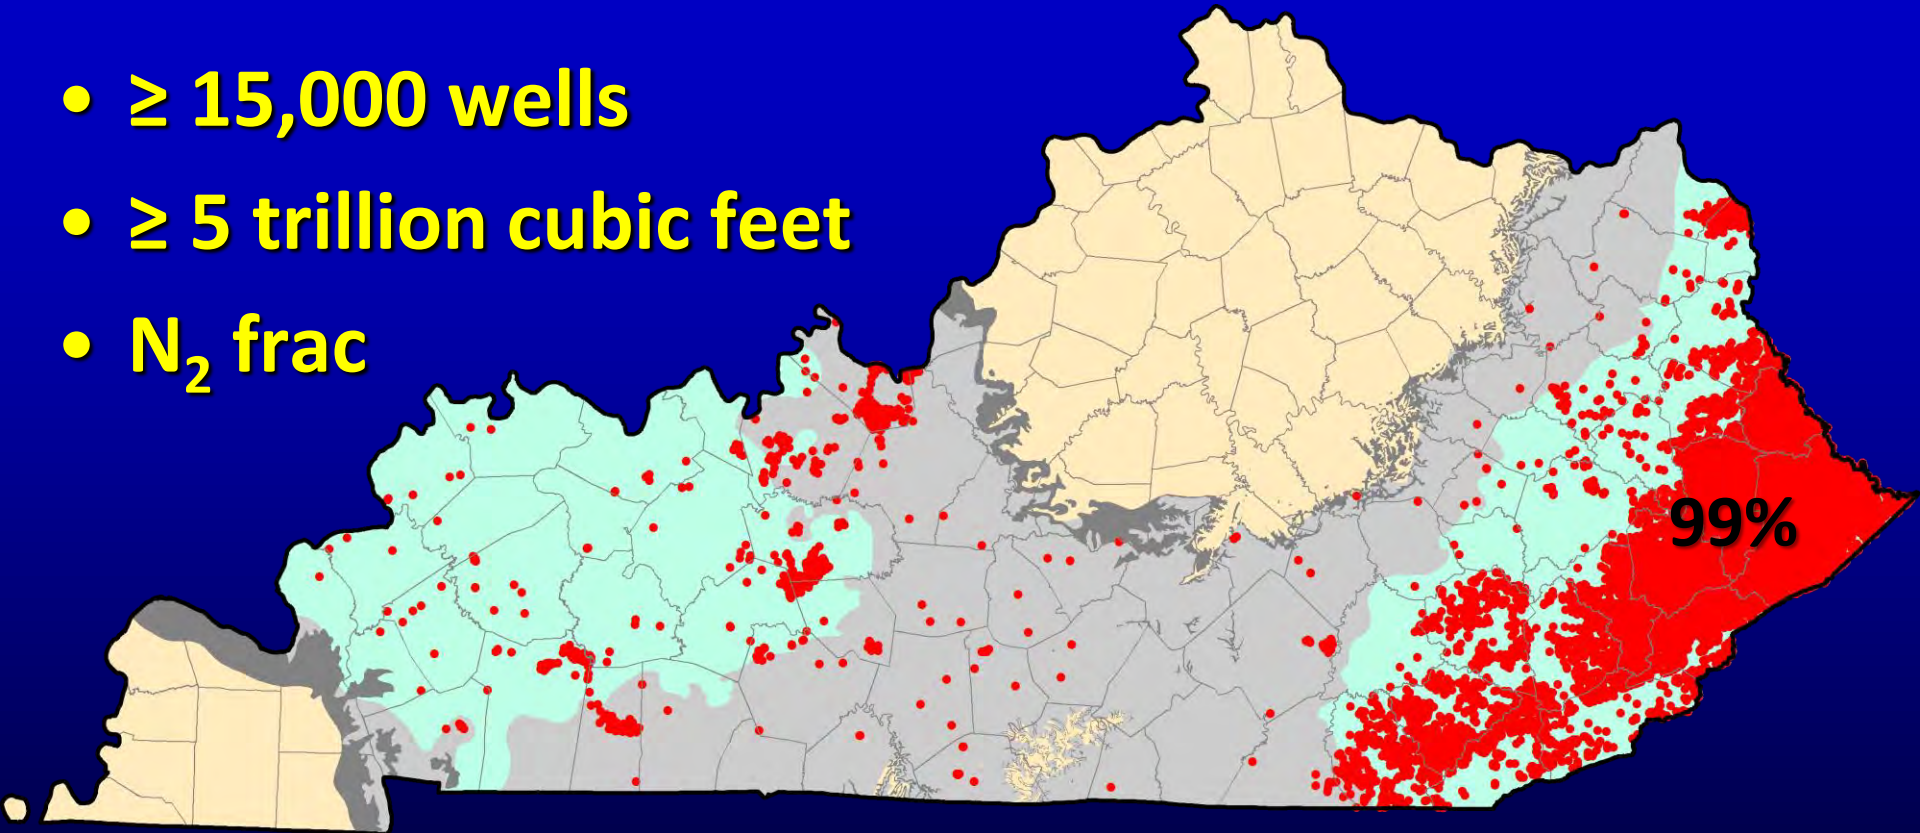 • ≥ 15,000 wells
• ≥ 5 trillion cubic feet
• N₂ frac
99%